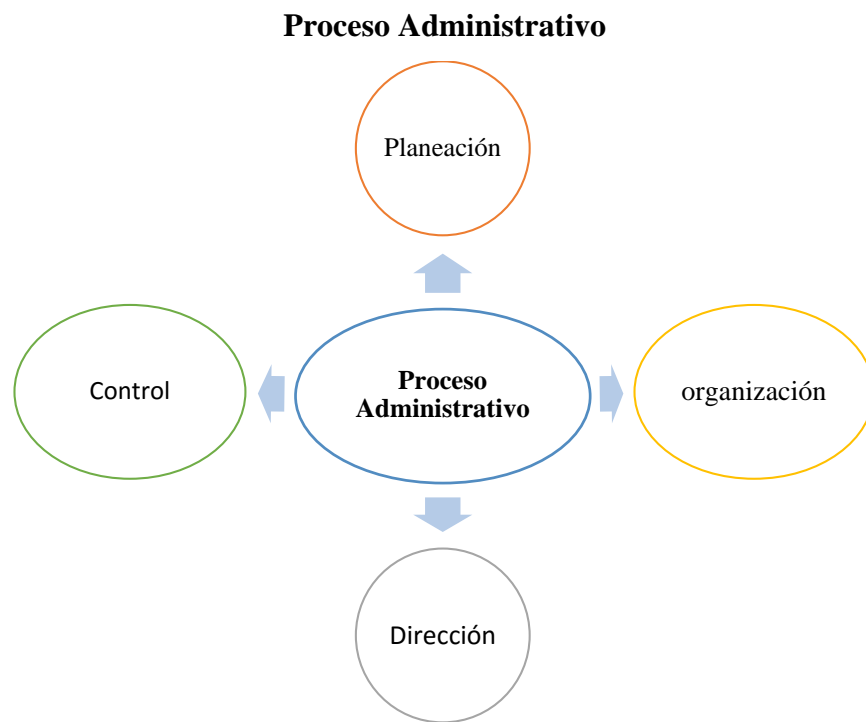 Proceso Administrativo
Planeación
Control
Proceso
Administrativo
organización
Dirección